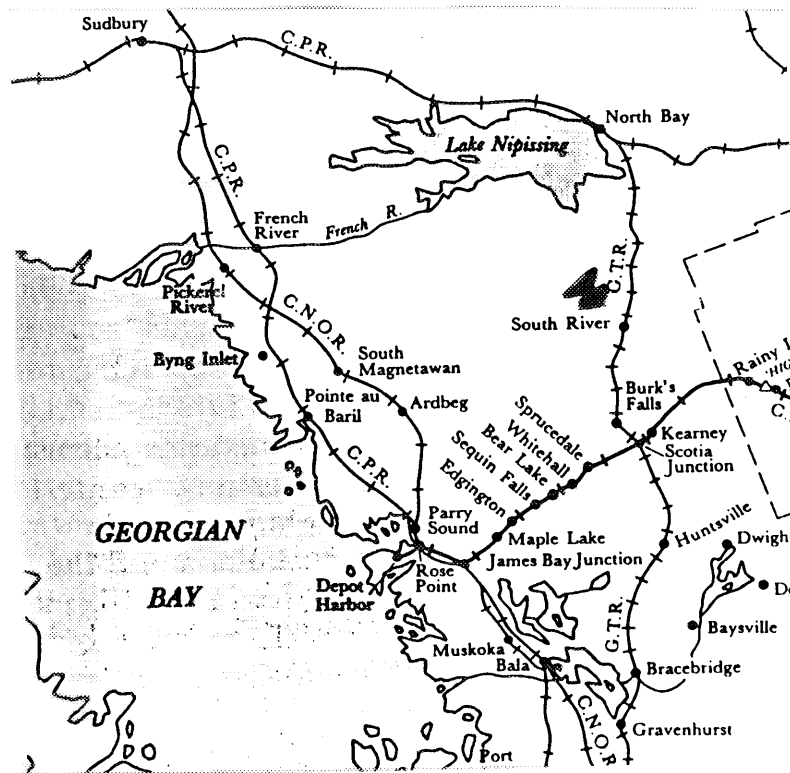 Sudbury
C.P.R.
North Bay
Lake Nipissing
C.P.R.
French
River
French R.
G.T.R.
Pickerel
River
C.N.O.R.
South River
Byng Inlet
South
Magnetawan
Rainy
Burk's
Falls
Pointe au
Baril
Ardbeg
Sprucedale
Whitehall
Bear Lake
Sequin Falls
Edgington
Kearney
Scotia
Junction
C.P.R.
GEORGIAN
BAY
Parry
Sound
Maple Lake
Huntsville
James Bay Junction
Rose
Point
Depot
Harbor
G.T.R.
Baysville
Muskoka
Bala
Bracebridge
C.N.O.R
Gravenhurst
Port